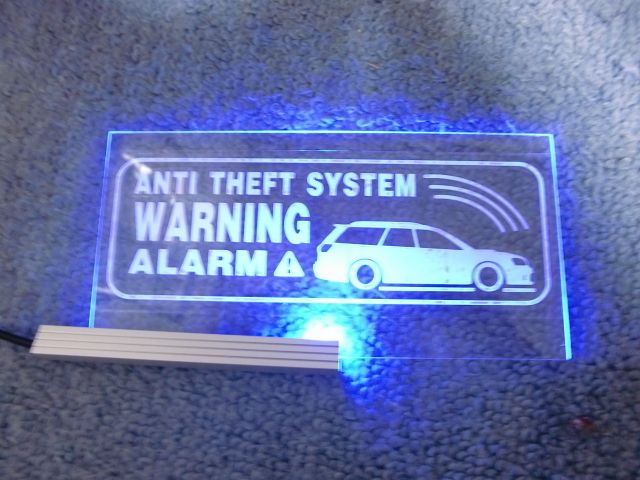 ANTI THEFT SYSTEM
WARNING
ALARM